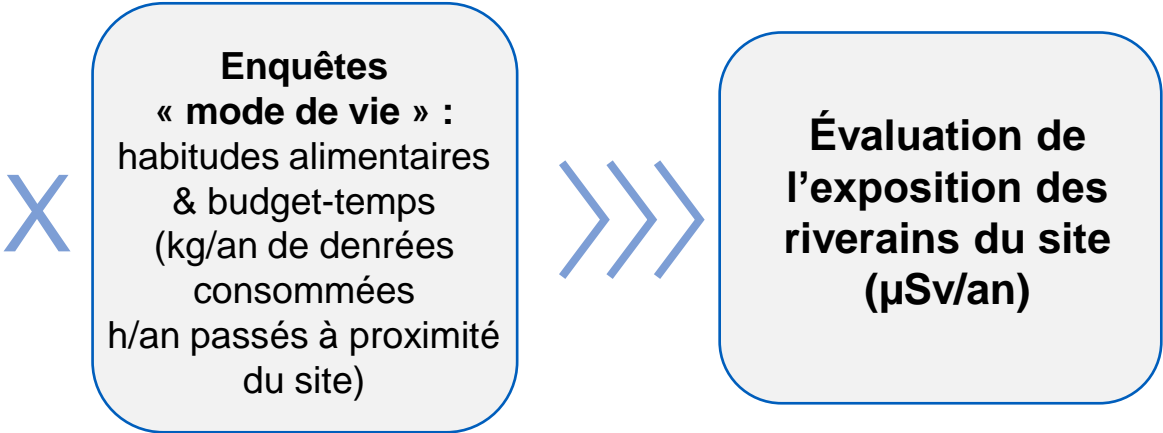 X
Enquêtes
« mode de vie » :
habitudes alimentaires
& budget-temps
(kg/an de denrées
consommées
h/an passés à proximité
du site)
Évaluation de
l’exposition des
riverains du site
(µSv/an)